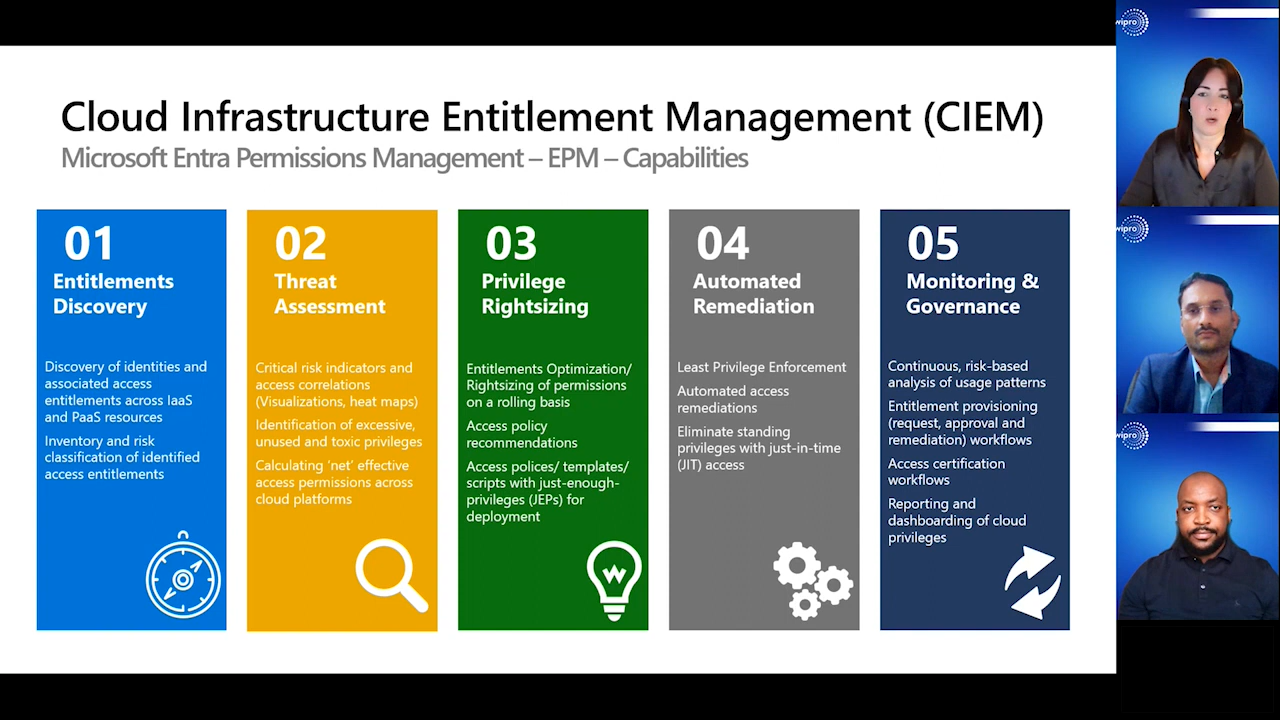 Cloud Infrastructure Entitlement Management (CIEM)
Microsoft Entra Permissions Management – EPM – Capabilities
01
Entitlements
Discovery
Discovery of identities and
associated access
entitlements across IaaS
and PaaS resources
Inventory and risk
classification of identified
access entitlements
02
Threat
Assessment
Critical risk indicators and
access correlations
(Visualizations, heat maps)
Identification of excessive,
unused and toxic privileges
Calculating ‘net’ effective
access permissions across
cloud platforms
03
Privilege
Rightsizing
Entitlements Optimization/
Rightsizing of permissions
on a rolling basis
Access policy
recommendations
Access polices/ templates/
scripts with just-enough-
privileges (JEPs) for
deployment
04
Automated
Remediation
Least Privilege Enforcement
Automated access
remediations
Eliminate standing
privileges with just-in-time
(JIT) access
05
Monitoring &
Governance
Continuous, risk-based
analysis of usage patterns
Entitlement provisioning
(request, approval and
remediation) workflows
Access certification
workflows
Reporting and
dashboarding of cloud
privileges
wipro
wipro
wipro